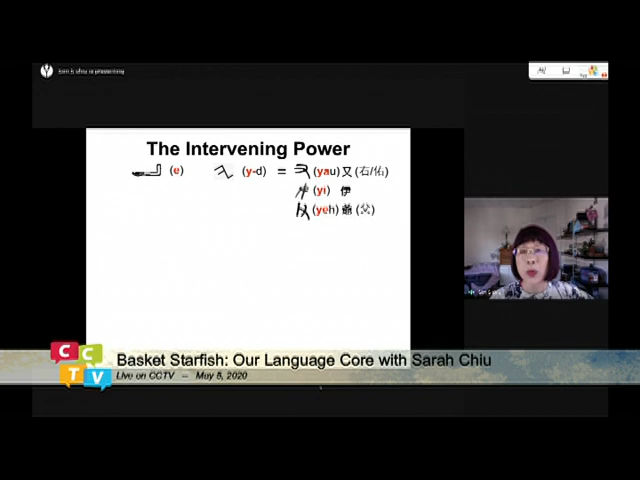 The Intervening Power
(e) (y-d) = (yau) 又 (右/佑)
(yi) 伊
(yeh) 爺 (父)
CCTV
Basket Starfish: Our Language Core with Sarah Chiu
Live on CCTV -- May 5, 2020